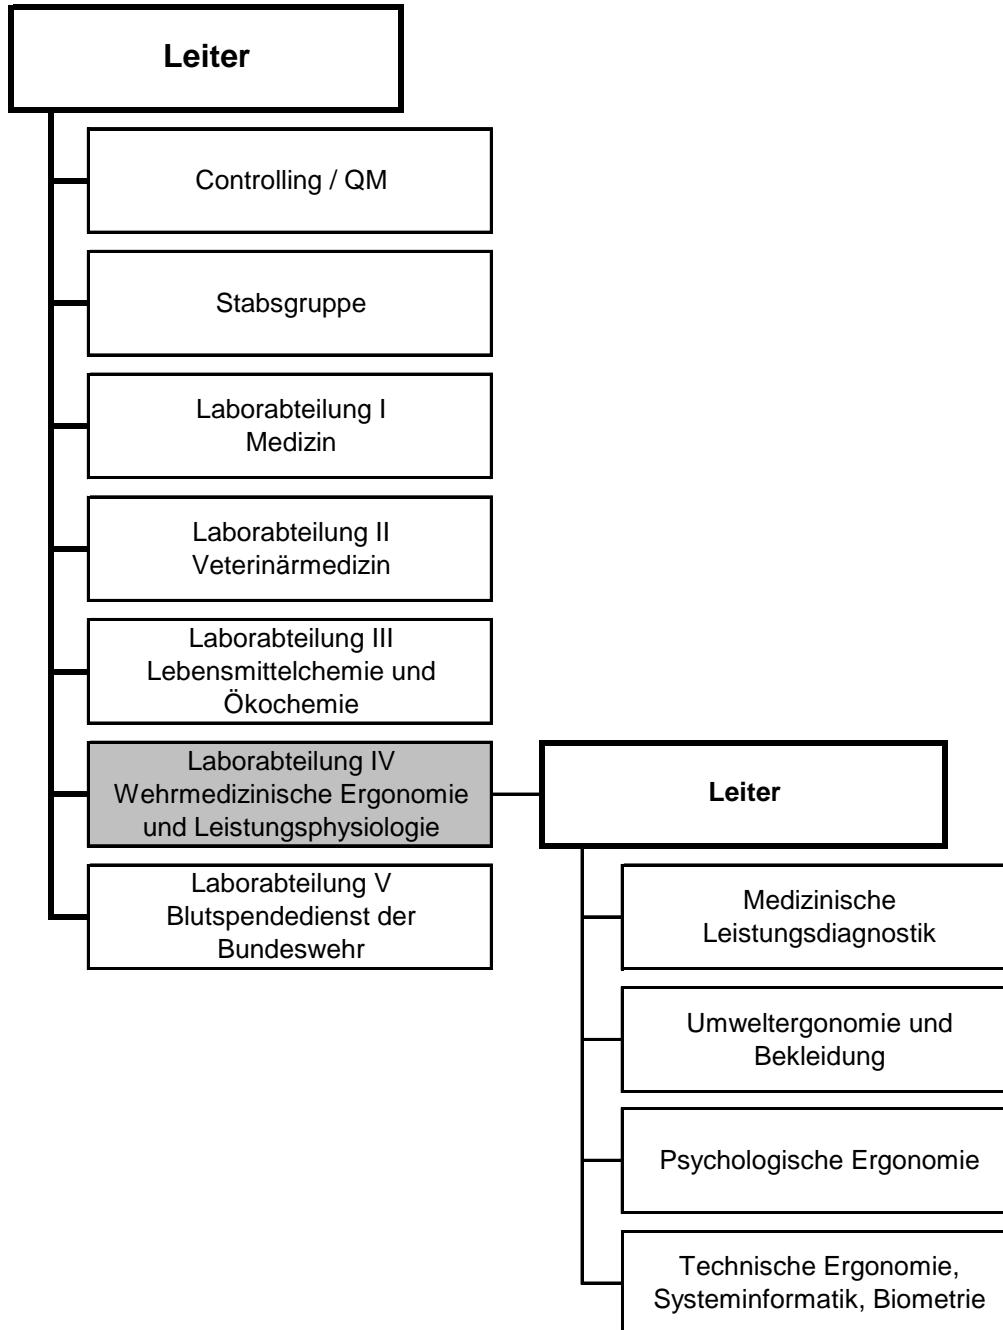 Leiter
Controlling / QM
Stabsgruppe
Laborabteilung I
Medizin
Laborabteilung II
Veterinärmedizin
Laborabteilung III
Lebensmittelchemie und
Ökochemie
Laborabteilung IV
Wehrmedizinische Ergonomie
und Leistungsphysiologie
Laborabteilung V
Blutspendedienst der
Bundeswehr
Leiter
Medizinische
Leistungsdiagnostik
Umweltergonomie und
Bekleidung
Psychologische Ergonomie
Technische Ergonomie,
Systeminformatik, Biometrie